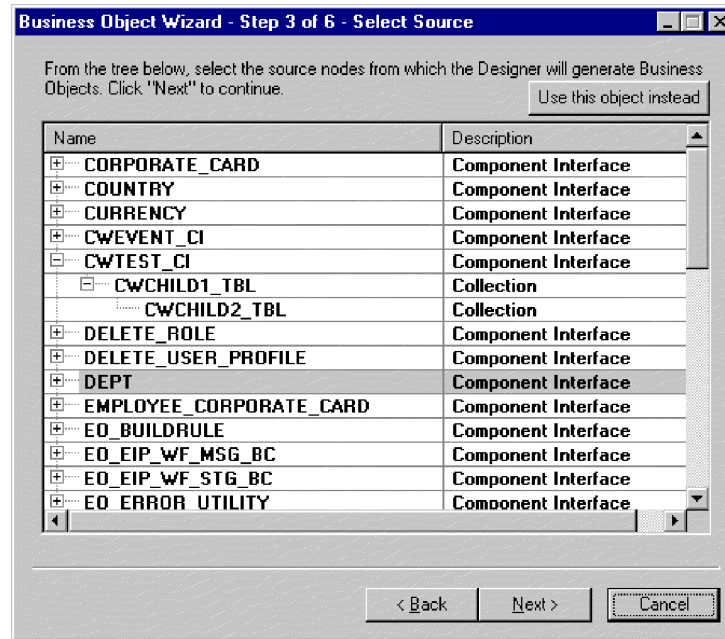 Business Object Wizard - Step 3 of 6 - Select Source
From the tree below, select the source nodes from which the Designer will generate Business
Objects. Click "Next" to continue.
Use this object instead
Name Description
CORPORATE_CARD Component Interface
COUNTRY Component Interface
CURRENCY Component Interface
CWEVENT_CI Component Interface
CWTEST_CI Component Interface
CWCHILD1_TBL Collection
CWCHILD2_TBL Collection
DELETE_ROLE Component Interface
DELETE_USER_PROFILE Component Interface
DEPT Component Interface
EMPLOYEE_CORPORATE_CARD Component Interface
EO_BUILDRULE Component Interface
EO_EIP_WF_MSG_BC Component Interface
EO_EIP_WF_STG_BC Component Interface
EO_ERROR_UTILITY Component Interface
< Back Next > Cancel